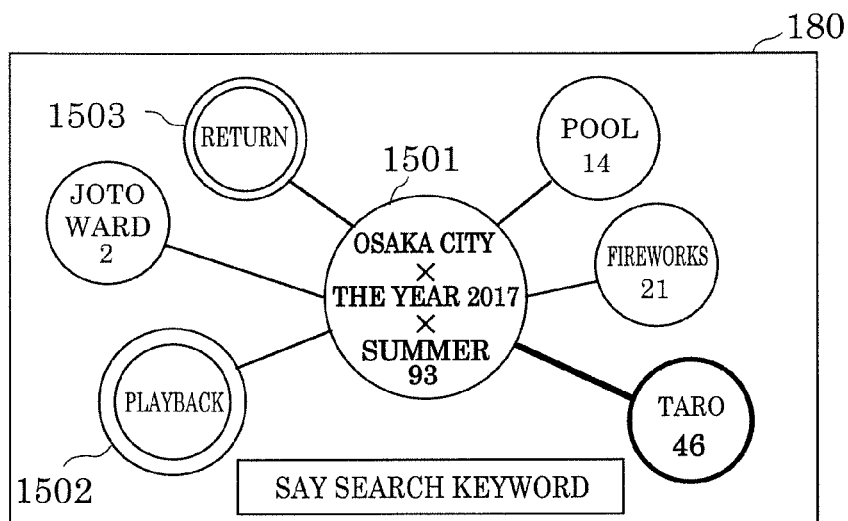 180
1503
RETURN
1501
POOL
14
JOTO
WARD
2
OSAKA CITY
×
THE YEAR 2017
×
SUMMER
93
FIREWORKS
21
PLAYBACK
TARO
46
1502
SAY SEARCH KEYWORD